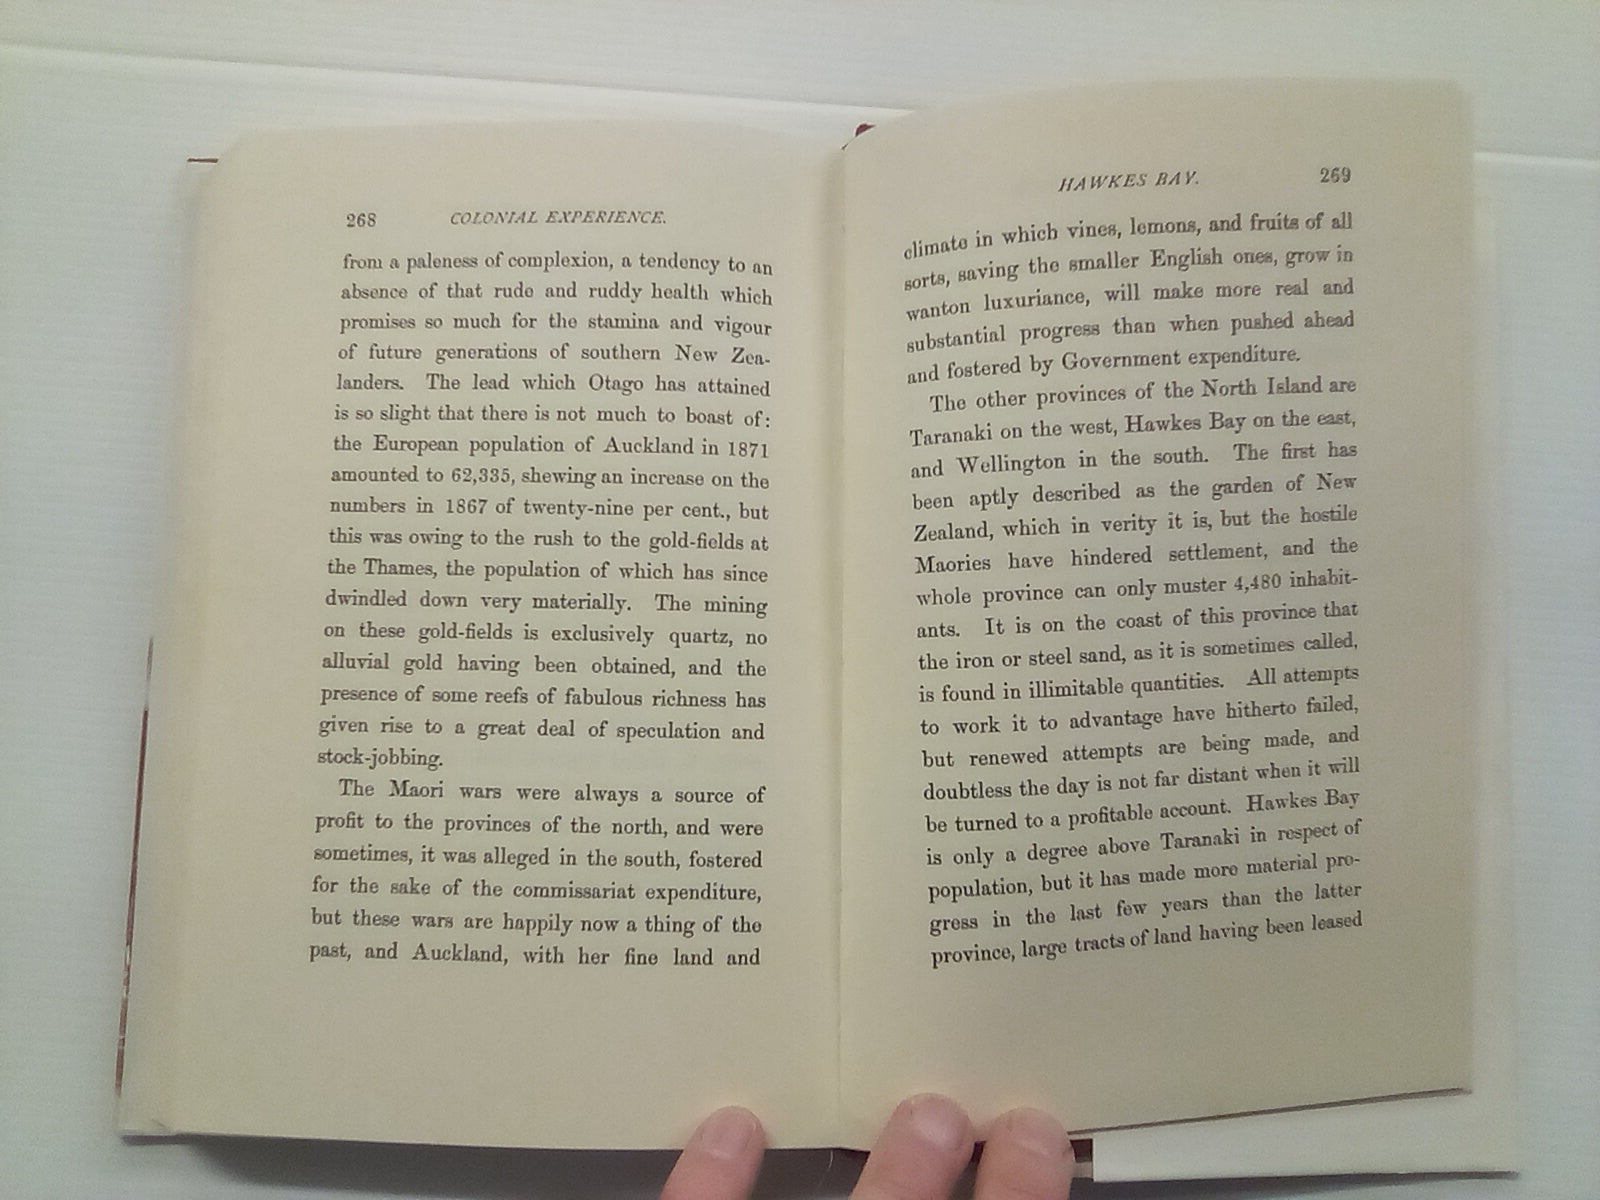 268 COLONIAL EXPERIENCE.
from a paleness of complexion, a tendency to an
absence of that rude and ruddy health which
promises so much for the stamina and vigour
of future generations of southern New Zea-
landers. The lead which Otago has attained
is so slight that there is not much to boast of:
the European population of Auckland in 1871
amounted to 62,335, shewing an increase on the
numbers in 1867 of twenty-nine per cent., but
this was owing to the rush to the gold-fields at
the Thames, the population of which has since
dwindled down very materially. The mining
on these gold-fields is exclusively quartz, no
alluvial gold having been obtained, and the
presence of some reefs of fabulous richness has
given rise to a great deal of speculation and
stock-jobbing.
The Maori wars were always a source of
profit to the provinces of the north, and were
sometimes, it was alleged in the south, fostered
for the sake of the commissariat expenditure,
but these wars are happily now a thing of the
past, and Auckland, with her fine land and
HAWKES BAY. 269
climate in which vines, lemons, and fruits of all
sorts, saving the smaller English ones, grow in
wanton luxuriance, will make more real and
substantial progress than when pushed ahead
and fostered by Government expenditure.
The other provinces of the North Island are
Taranaki on the west, Hawkes Bay on the east,
and Wellington in the south. The first has
been aptly described as the garden of New
Zealand, which in verity it is, but the hostile
Maories have hindered settlement, and the
whole province can only muster 4,480 inhabit-
ants. It is on the coast of this province that
the iron or steel sand, as it is sometimes called,
is found in illimitable quantities. All attempts
to work it to advantage have hitherto failed,
but renewed attempts are being made, and
doubtless the day is not far distant when it will
be turned to a profitable account. Hawkes Bay
is only a degree above Taranaki in respect of
population, but it has made more material pro-
gress in the last few years than the latter
province, large tracts of land having been leased